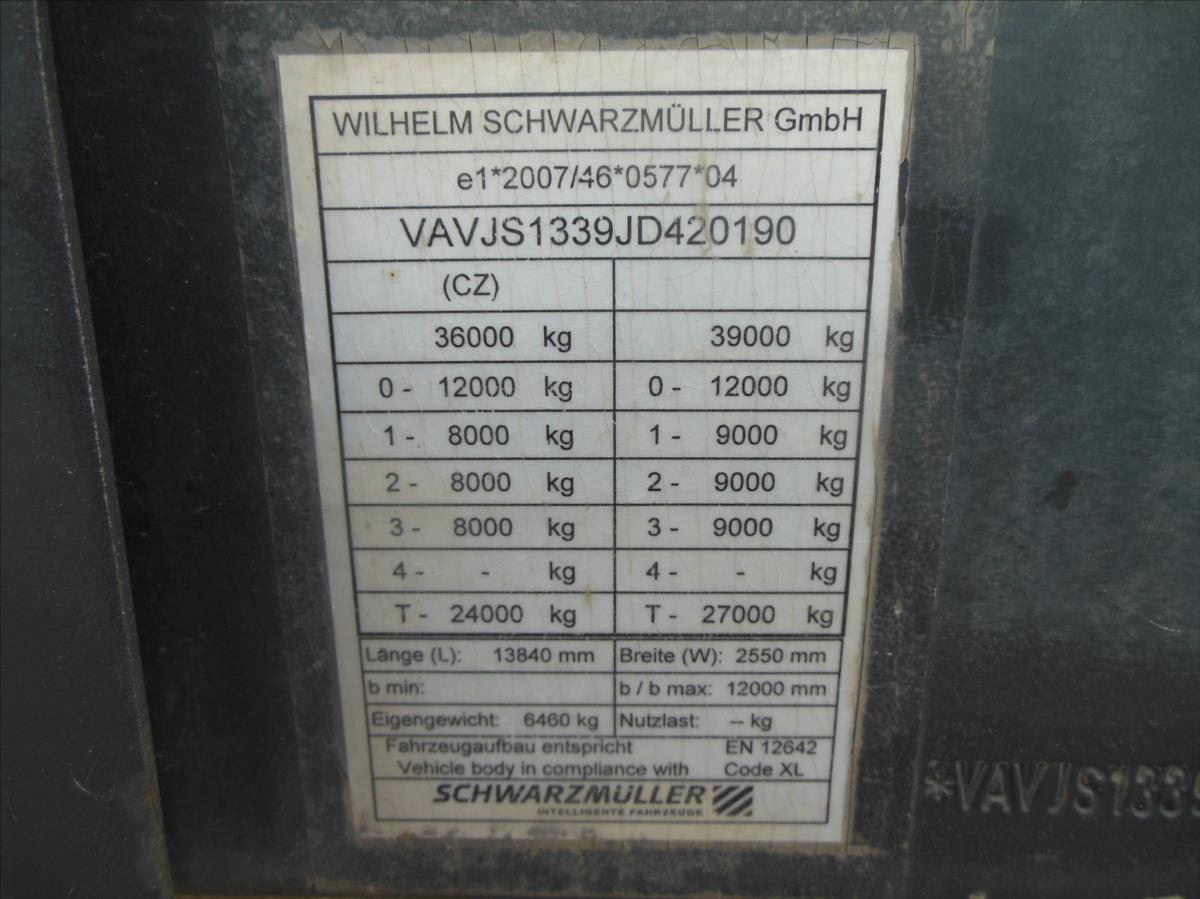 WILHELM SCHWARZMÜLLER GmbH
e1*2007/46*0577*04
VAVJS1339JD420190
(CZ)
36000 kg 39000 kg
0 - 12000 kg 0 - 12000 kg
1 - 8000 kg 1 - 9000 kg
2 - 8000 kg 2 - 9000 kg
3 - 8000 kg 3 - 9000 kg
4 - - kg 4 - - kg
T - 24000 kg T - 27000 kg
Länge (L): 13840 mm Breite (W): 2550 mm
b min: b / b max: 12000 mm
Eigengewicht: 6460 kg Nutzlast: -- kg
Fahrzeugaufbau entspricht EN 12642
Vehicle body in compliance with Code XL
SCHWARZMÜLLER
INTELLIGENTE FAHRZEUGE
*VAVJS1339